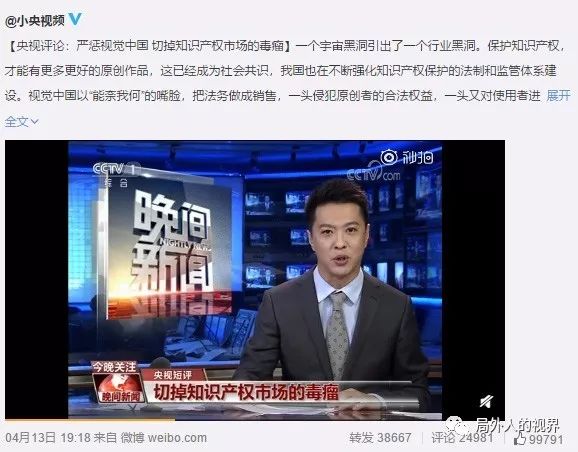 @小央视频
【央视评论：严惩视觉中国 切掉知识产权市场的毒瘤】一个宇宙黑洞引出了一个行业黑洞。保护知识产权，
才能有更多更好的原创作品，这已经成为社会共识，我国也在不断强化知识产权保护的法制和监管体系建
设。视觉中国以“能奈我何”的嘴脸，把法务做成销售，一头侵犯原创者的合法权益，一头又对使用者进 展开
全文
CCTV 1
综合
秒拍
CCTV.com
晚间
NIGHTLY NEWS
新闻
今晚关注
晚间新闻
央视短评
切掉知识产权市场的毒瘤
局外人的视界
04月13日 19:18 来自 微博 weibo.com
转发 38667
评论 24981
99791